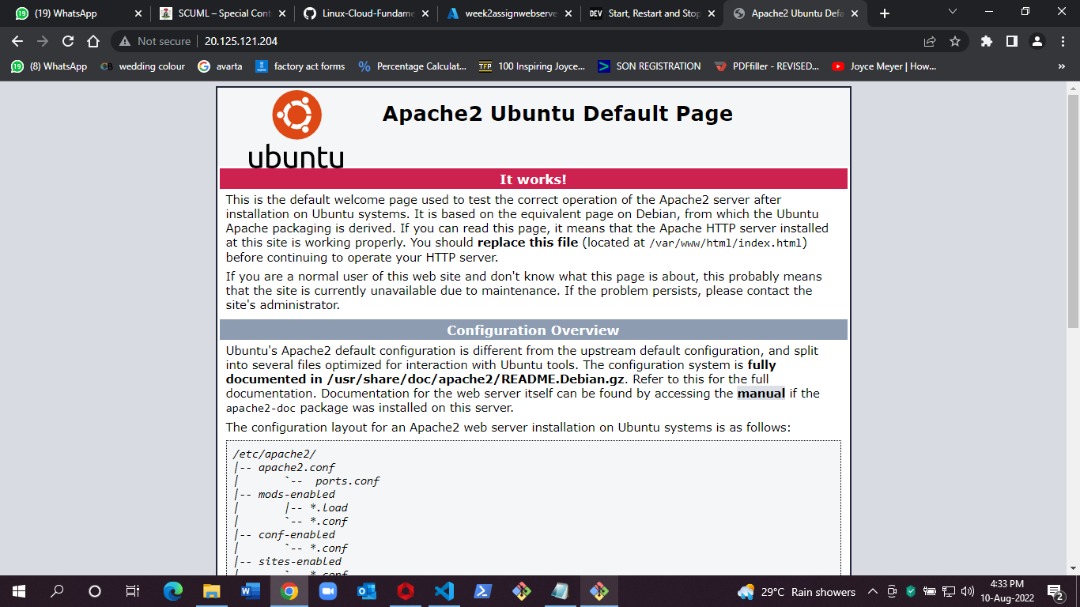 (19) WhatsApp
SCUML – Special Cont
Linux-Cloud-Fundame
week2assignwebserve
DEV Start, Restart and Stop
Apache2 Ubuntu Defa
Not secure
20.125.121.204
(8) WhatsApp
wedding colour
avarta
factory act forms
Percentage Calculat...
100 Inspiring Joyce...
SON REGISTRATION
PDFfiller - REVISED...
Joyce Meyer | How...
»
ubuntu
Apache2 Ubuntu Default Page
It works!
This is the default welcome page used to test the correct operation of the Apache2 server after
installation on Ubuntu systems. It is based on the equivalent page on Debian, from which the Ubuntu
Apache packaging is derived. If you can read this page, it means that the Apache HTTP server installed
at this site is working properly. You should replace this file (located at /var/www/html/index.html)
before continuing to operate your HTTP server.
If you are a normal user of this web site and don't know what this page is about, this probably means
that the site is currently unavailable due to maintenance. If the problem persists, please contact the
site's administrator.
Configuration Overview
Ubuntu's Apache2 default configuration is different from the upstream default configuration, and split
into several files optimized for interaction with Ubuntu tools. The configuration system is fully
documented in /usr/share/doc/apache2/README.Debian.gz. Refer to this for the full
documentation. Documentation for the web server itself can be found by accessing the manual if the
apache2-doc package was installed on this server.
The configuration layout for an Apache2 web server installation on Ubuntu systems is as follows:
/etc/apache2/
|-- apache2.conf
|       `--  ports.conf
|-- mods-enabled
|       |-- *.load
|       `-- *.conf
|-- conf-enabled
|       `-- *.conf
|-- sites-enabled
|       `-- *.conf
29°C Rain showers
4:33 PM
10-Aug-2022
2